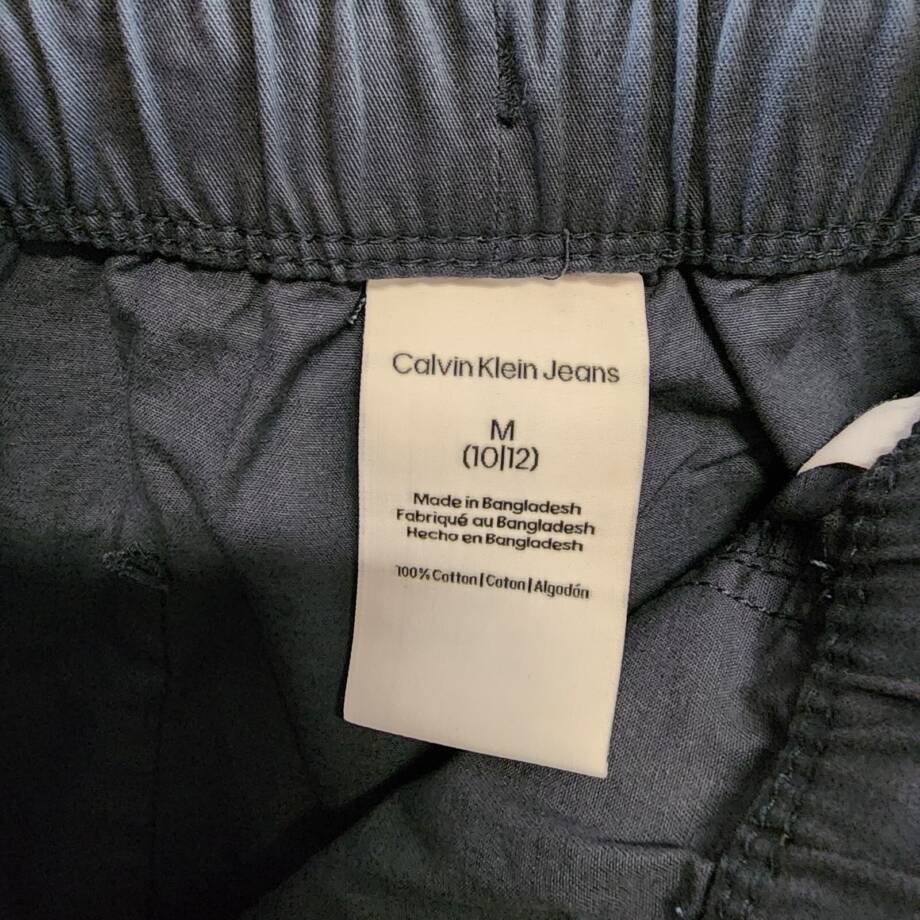 Calvin Klein Jeans
M
(10|12)
Made in Bangladesh
Fabriqué au Bangladesh
Hecho en Bangladesh
100% Cotton | Coton | Algodón